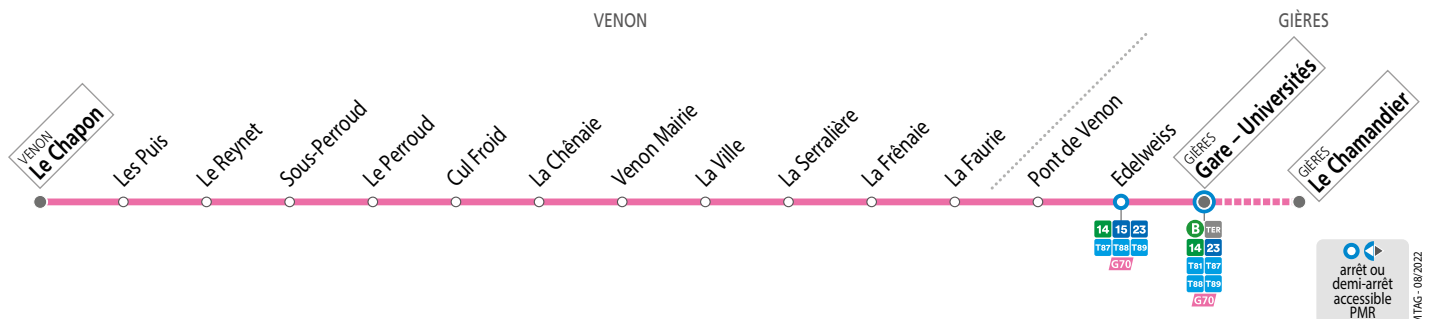 VENON
GIÈRES
VENON
Le Chapon
Les Puis
Le Reynet
Sous-Perroud
Le Perroud
Cul Froid
La Chênaie
Venon Mairie
La Ville
La Serralière
La Frênaie
La Faurie
Pont de Venon
Edelweiss
GIÈRES
Gare – Universités
GIÈRES
Le Chamandier
14 15 23
T87 T88 T89
G70
B TER
14 23
T81 T87
T88 T89
G70
arrêt ou
demi-arrêt
accessible
PMR
TAG - 08/2022